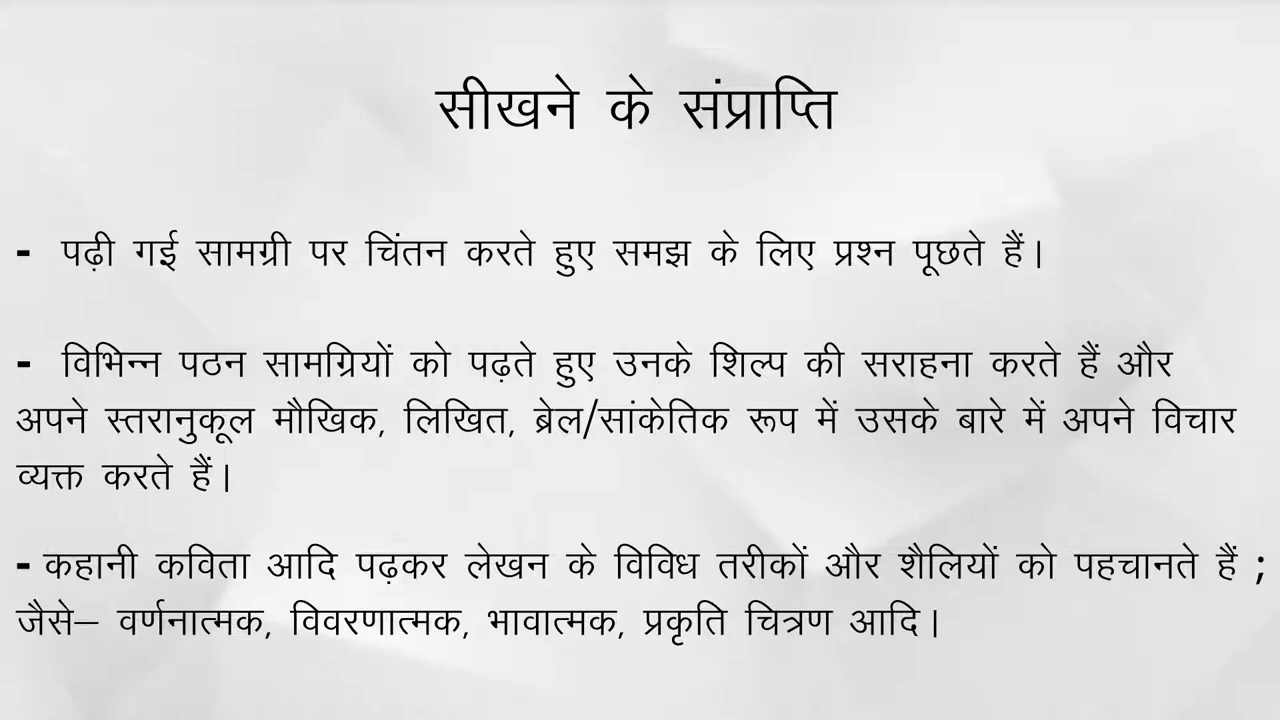 सीखने के संप्राप्ति
- पढ़ी गई सामग्री पर चिंतन करते हुए समझ के लिए प्रश्न पूछते हैं।
- विभिन्न पठन सामग्रियों को पढ़ते हुए उनके शिल्प की सराहना करते हैं और
अपने स्तरानुकूल मौखिक, लिखित, ब्रेल/सांकेतिक रूप में उसके बारे में अपने विचार
व्यक्त करते हैं।
- कहानी कविता आदि पढ़कर लेखन के विविध तरीकों और शैलियों को पहचानते हैं ;
जैसे– वर्णनात्मक, विवरणात्मक, भावात्मक, प्रकृति चित्रण आदि।